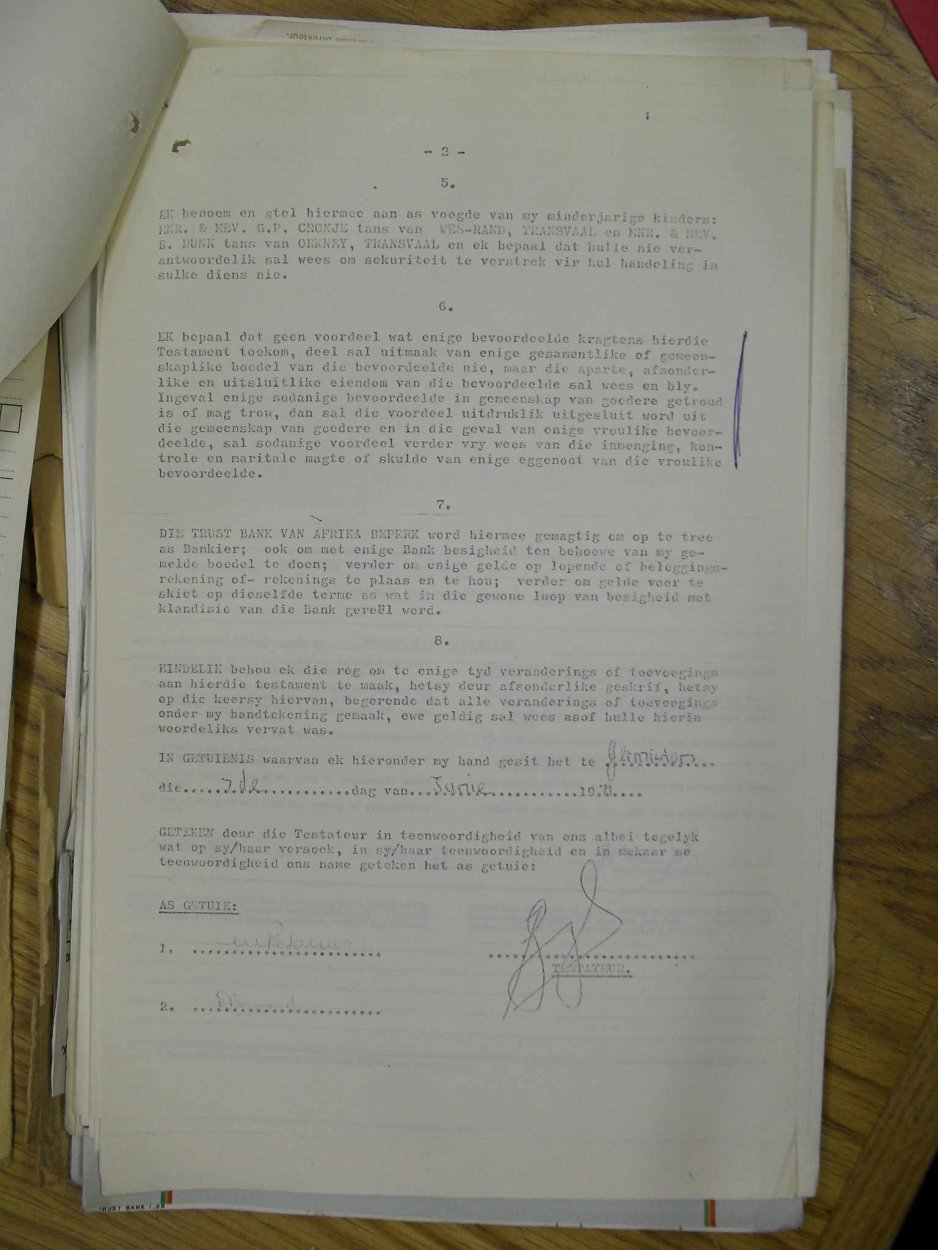 - 2 -
5.
EK benoem en stel hiermee aan as voogde van my minderjarige kinders:
MNR. & MEV. G.P. CRONJE tans van WES-RAND, TRANSVAAL en MNR. & MEV.
B. DUNN tans van ORKNEY, TRANSVAAL en ek bepaal dat hulle nie ver-
antwoordelik sal wees om sekuriteit te verstrek vir hul handeling in
sulke diens nie.
6.
EK bepaal dat geen voordeel wat enige bevoordeelde kragtens hierdie
Testament toekom, deel sal uitmaak van enige gesamentlike of gemeen-
skaplike boedel van die bevoordeelde nie, maar die aparte, afsonder-
like en uitsluitlike eiendom van die bevoordeelde sal wees en bly.
Ingeval enige sodanige bevoordeelde in gemeenskap van goedere getroud
is of mag trou, dan sal die voordeel uitdruklik uitgesluit word uit
die gemeenskap van goedere en in die geval van enige vroulike bevoor-
deelde, sal sodanige voordeel verder vry wees van die inmenging, kon-
trole en maritale magte of skulde van enige eggenoot van die vroulike
bevoordeelde.
7.
DIE TRUST BANK VAN AFRIKA BEPERK word hiermee gemagtig om op te tree
as Bankier; ook om met enige Bank besigheid ten behoewe van my ge-
melde boedel te doen; verder om enige gelde op lopende of beleggings-
rekening of- rekenings te plaas en te hou; verder om gelde voor te
skiet op dieselfde terme as wat in die gewone loop van besigheid met
klandisie van die Bank gereël word.
8.
EINDELIK behou ek die reg om te enige tyd veranderings of toevoegings
aan hierdie testament te maak, hetsy deur afsonderlike geskrif, hetsy
op die keersy hiervan, begerende dat alle veranderings of toevoegings
onder my handtekening gemaak, ewe geldig sal wees asof hulle hierin
woordeliks vervat was.
IN GETUIENIS waarvan ek hieronder my hand gesit het te Germiston
die......7de............dag van...Junie............19 71....
GETEKEN deur die Testateur in teenwoordigheid van ons albei tegelyk
wat op sy/haar versoek, in sy/haar teenwoordigheid en in mekaar se
teenwoordigheid ons name geteken het as getuie:
AS GETUIE:
1. ............................
TESTATEUR.
2. ............................
TRUST BANK